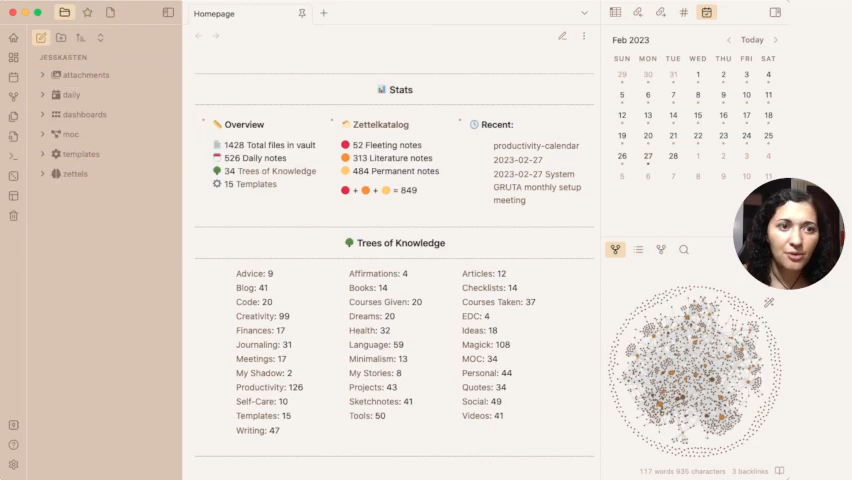 Homepage
JESSKASTEN
attachments
daily
dashboards
moc
templates
zettels
Stats
Overview
1428 Total files in vault
526 Daily notes
34 Trees of Knowledge
15 Templates
Zettelkatalog
52 Fleeting notes
313 Literature notes
484 Permanent notes
+ + = 849
Recent:
productivity-calendar
2023-02-27
2023-02-27 System
GRUTA monthly setup
meeting
Trees of Knowledge
Advice: 9 Affirmations: 4 Articles: 12
Blog: 41 Books: 14 Checklists: 14
Code: 20 Courses Given: 20 Courses Taken: 37
Creativity: 99 Dreams: 20 EDC: 4
Finances: 17 Health: 32 Ideas: 18
Journaling: 31 Language: 59 Magick: 108
Meetings: 17 Minimalism: 13 MOC: 34
My Shadow: 2 My Stories: 8 Personal: 44
Productivity: 126 Projects: 43 Quotes: 34
Self-Care: 10 Sketchnotes: 41 Social: 49
Templates: 15 Tools: 50 Videos: 41
Writing: 47
Feb 2023 Today
SUN MON TUE WED THU FRI SAT
29 30 31 1 2 3 4
5 6 7 8 9 10 11
12 13 14 15 16 17 18
19 20 21 22 23 24 25
26 27 28 1 2 3 4
5 6 7 8 9 10
117 words 935 characters 3 backlinks